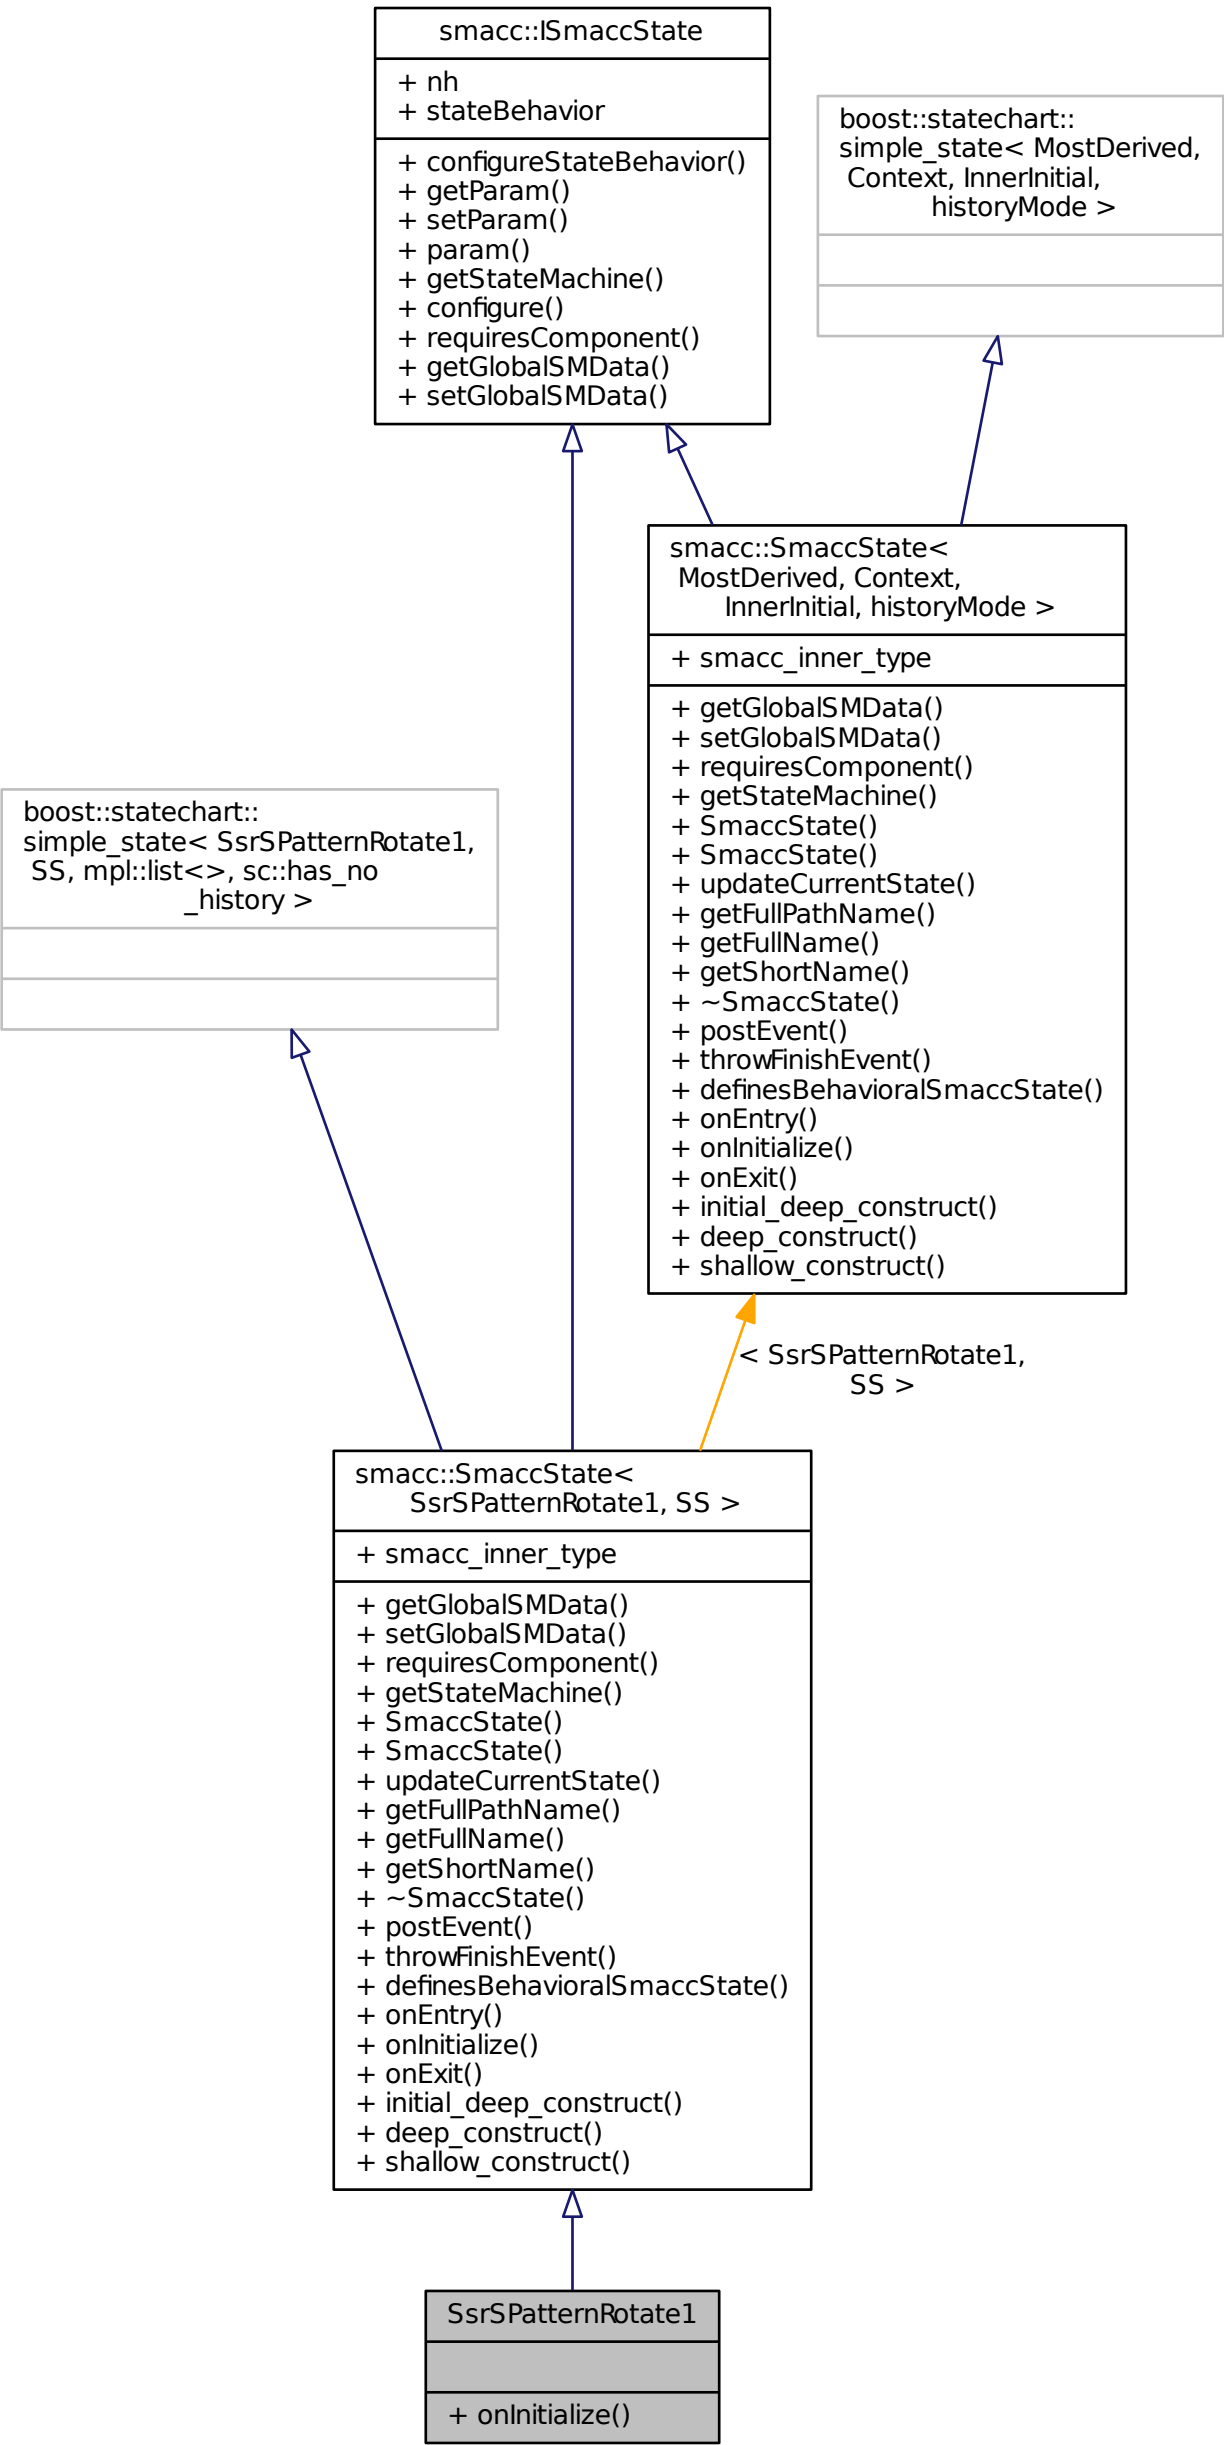 smacc::ISmaccState
+ nh
+ stateBehavior
+ configureStateBehavior()
+ getParam()
+ setParam()
+ param()
+ getStateMachine()
+ configure()
+ requiresComponent()
+ getGlobalSMData()
+ setGlobalSMData()
boost::statechart::
simple_state< MostDerived,
Context, InnerInitial,
historyMode >
smacc::SmaccState<
MostDerived, Context,
InnerInitial, historyMode >
+ smacc_inner_type
+ getGlobalSMData()
+ setGlobalSMData()
+ requiresComponent()
+ getStateMachine()
+ SmaccState()
+ SmaccState()
+ updateCurrentState()
+ getFullPathName()
+ getFullName()
+ getShortName()
+ ~SmaccState()
+ postEvent()
+ throwFinishEvent()
+ definesBehavioralSmaccState()
+ onEntry()
+ onInitialize()
+ onExit()
+ initial_deep_construct()
+ deep_construct()
+ shallow_construct()
boost::statechart::
simple_state< SsrSPatternRotate1,
SS, mpl::list<>, sc::has_no
_history >
< SsrSPatternRotate1,
SS >
smacc::SmaccState<
SsrSPatternRotate1, SS >
+ smacc_inner_type
+ getGlobalSMData()
+ setGlobalSMData()
+ requiresComponent()
+ getStateMachine()
+ SmaccState()
+ SmaccState()
+ updateCurrentState()
+ getFullPathName()
+ getFullName()
+ getShortName()
+ ~SmaccState()
+ postEvent()
+ throwFinishEvent()
+ definesBehavioralSmaccState()
+ onEntry()
+ onInitialize()
+ onExit()
+ initial_deep_construct()
+ deep_construct()
+ shallow_construct()
SsrSPatternRotate1
+ onInitialize()